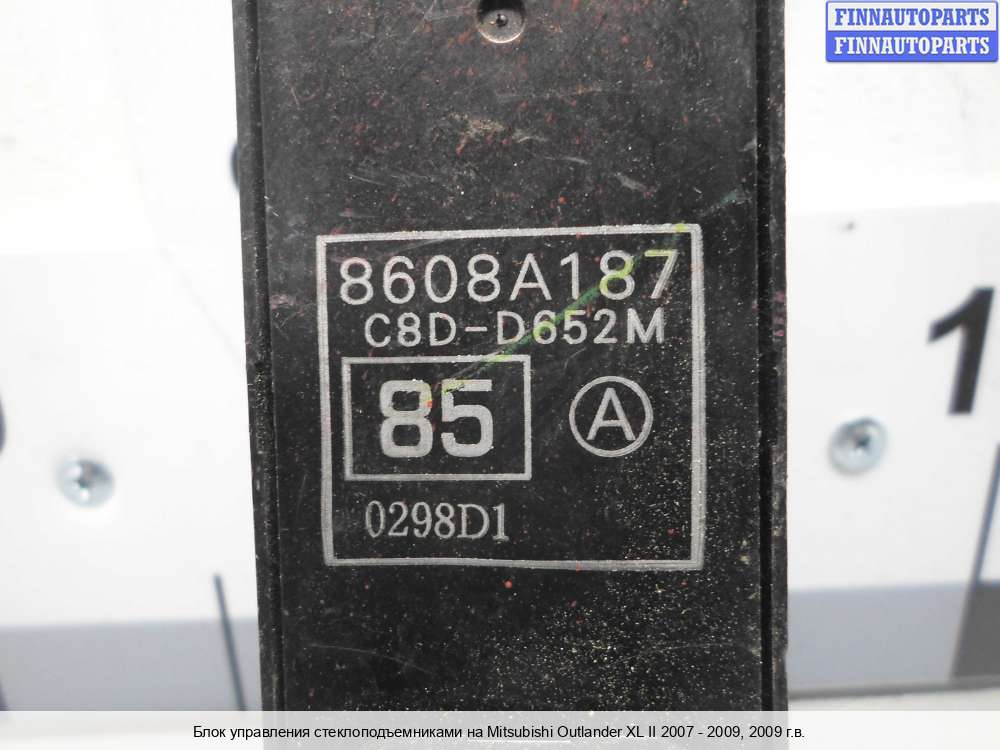 FINNAUTOPARTS
FINNAUTOPARTS
8608A187
C8D-D652M
85 A
0298D1
1
Блок управления стеклоподъемниками на Mitsubishi Outlander XL II 2007 - 2009, 2009 г.в.